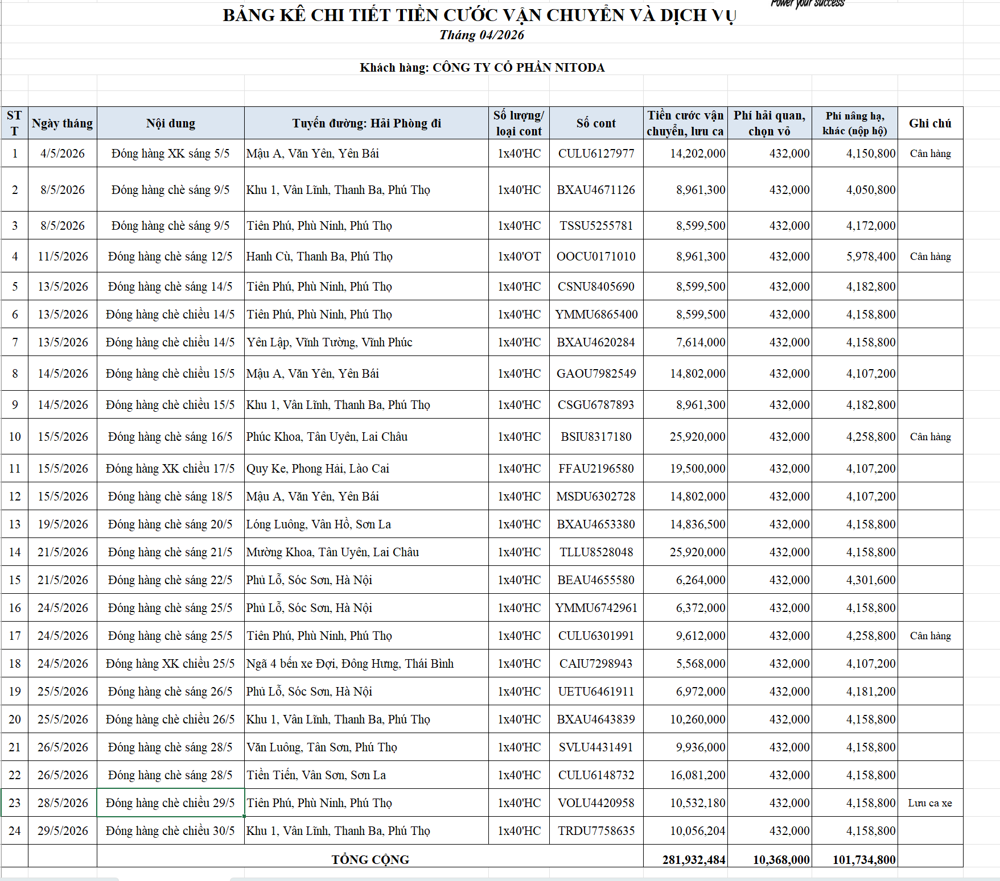 Power your success
BẢNG KÊ CHI TIẾT TIỀN CƯỚC VẬN CHUYỂN VÀ DỊCH VỤ
Tháng 04/2026
Khách hàng: CÔNG TY CỔ PHẦN NITODA
STT Ngày tháng Nội dung Tuyến đường: Hải Phòng đi Số lượng/ loại cont Số cont Tiền cước vận chuyển, lưu ca Phí hải quan, chọn vỏ Phí nâng hạ, khác (nộp hộ) Ghi chú
1 4/5/2026 Đóng hàng XK sáng 5/5 Mậu A, Văn Yên, Yên Bái 1x40'HC CULU6127977 14,202,000 432,000 4,150,800 Cân hàng
2 8/5/2026 Đóng hàng chè sáng 9/5 Khu 1, Vân Lĩnh, Thanh Ba, Phú Thọ 1x40'HC BXAU4671126 8,961,300 432,000 4,050,800
3 8/5/2026 Đóng hàng chè sáng 9/5 Tiên Phú, Phù Ninh, Phú Thọ 1x40'HC TSSU5255781 8,599,500 432,000 4,172,000
4 11/5/2026 Đóng hàng chè sáng 12/5 Hanh Cù, Thanh Ba, Phú Thọ 1x40'OT OOCU0171010 8,961,300 432,000 5,978,400 Cân hàng
5 13/5/2026 Đóng hàng chè sáng 14/5 Tiên Phú, Phù Ninh, Phú Thọ 1x40'HC CSNU8405690 8,599,500 432,000 4,182,800
6 13/5/2026 Đóng hàng chè chiều 14/5 Tiên Phú, Phù Ninh, Phú Thọ 1x40'HC YMMU6865400 8,599,500 432,000 4,158,800
7 13/5/2026 Đóng hàng chè chiều 14/5 Yên Lập, Vĩnh Tường, Vĩnh Phúc 1x40'HC BXAU4620284 7,614,000 432,000 4,158,800
8 14/5/2026 Đóng hàng chè chiều 15/5 Mậu A, Văn Yên, Yên Bái 1x40'HC GAOU7982549 14,802,000 432,000 4,107,200
9 14/5/2026 Đóng hàng chè chiều 15/5 Khu 1, Vân Lĩnh, Thanh Ba, Phú Thọ 1x40'HC CSGU6787893 8,961,300 432,000 4,182,800
10 15/5/2026 Đóng hàng chè sáng 16/5 Phúc Khoa, Tân Uyên, Lai Châu 1x40'HC BSIU8317180 25,920,000 432,000 4,258,800 Cân hàng
11 15/5/2026 Đóng hàng XK chiều 17/5 Quy Ke, Phong Hải, Lào Cai 1x40'HC FFAU2196580 19,500,000 432,000 4,107,200
12 15/5/2026 Đóng hàng chè sáng 18/5 Mậu A, Văn Yên, Yên Bái 1x40'HC MSDU6302728 14,802,000 432,000 4,107,200
13 19/5/2026 Đóng hàng chè sáng 20/5 Lóng Luông, Vân Hồ, Sơn La 1x40'HC BXAU4653380 14,836,500 432,000 4,158,800
14 21/5/2026 Đóng hàng chè sáng 21/5 Mường Khoa, Tân Uyên, Lai Châu 1x40'HC TLLU8528048 25,920,000 432,000 4,158,800
15 21/5/2026 Đóng hàng chè sáng 22/5 Phủ Lỗ, Sóc Sơn, Hà Nội 1x40'HC BEAU4655580 6,264,000 432,000 4,301,600
16 24/5/2026 Đóng hàng chè sáng 25/5 Phủ Lỗ, Sóc Sơn, Hà Nội 1x40'HC YMMU6742961 6,372,000 432,000 4,158,800
17 24/5/2026 Đóng hàng chè sáng 25/5 Tiên Phú, Phù Ninh, Phú Thọ 1x40'HC CULU6301991 9,612,000 432,000 4,258,800 Cân hàng
18 24/5/2026 Đóng hàng XK chiều 25/5 Ngã 4 bến xe Đợi, Đông Hưng, Thái Bình 1x40'HC CAIU7298943 5,568,000 432,000 4,107,200
19 25/5/2026 Đóng hàng chè sáng 26/5 Phủ Lỗ, Sóc Sơn, Hà Nội 1x40'HC UETU6461911 6,972,000 432,000 4,181,200
20 25/5/2026 Đóng hàng chè chiều 26/5 Khu 1, Vân Lĩnh, Thanh Ba, Phú Thọ 1x40'HC BXAU4643839 10,260,000 432,000 4,158,800
21 26/5/2026 Đóng hàng chè sáng 28/5 Văn Luông, Tân Sơn, Phú Thọ 1x40'HC SVLU4431491 9,936,000 432,000 4,158,800
22 26/5/2026 Đóng hàng chè sáng 28/5 Tiền Tiến, Vân Sơn, Sơn La 1x40'HC CULU6148732 16,081,200 432,000 4,158,800
23 28/5/2026 Đóng hàng chè chiều 29/5 Tiên Phú, Phù Ninh, Phú Thọ 1x40'HC VOLU4420958 10,532,180 432,000 4,158,800 Lưu ca xe
24 29/5/2026 Đóng hàng chè chiều 30/5 Khu 1, Vân Lĩnh, Thanh Ba, Phú Thọ 1x40'HC TRDU7758635 10,056,204 432,000 4,158,800
TỔNG CỘNG 281,932,484 10,368,000 101,734,800